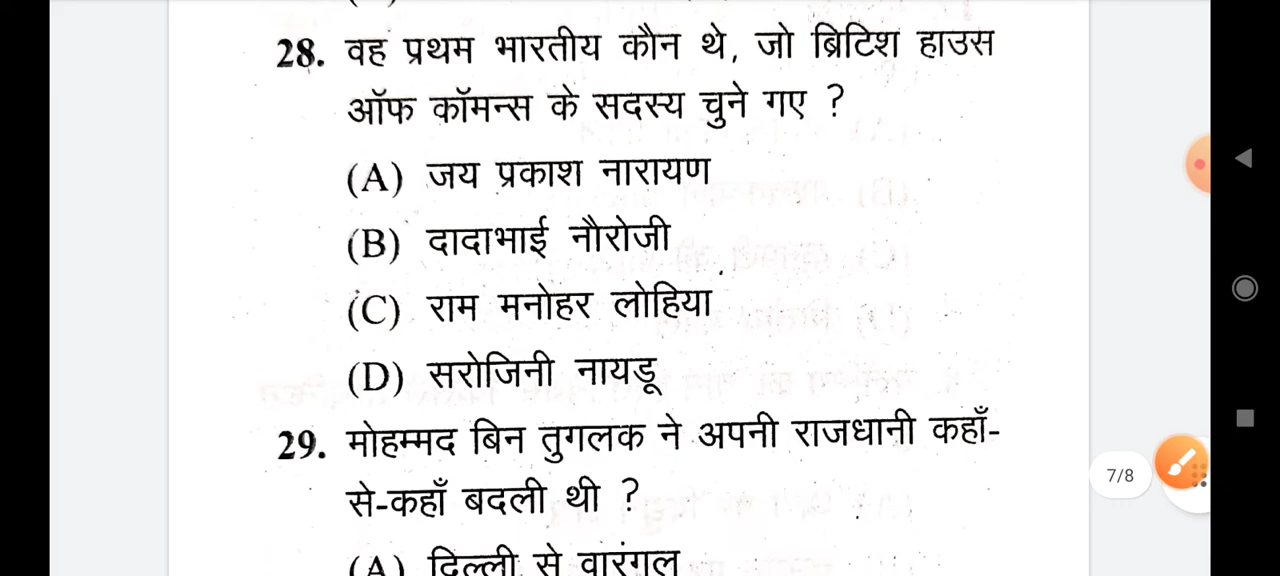 28. वह प्रथम भारतीय कौन थे, जो ब्रिटिश हाउस
ऑफ कॉमन्स के सदस्य चुने गए ?
(A) जय प्रकाश नारायण
(B) दादाभाई नौरोजी
(C) राम मनोहर लोहिया
(D) सरोजिनी नायडू
29. मोहम्मद बिन तुगलक ने अपनी राजधानी कहाँ-
से-कहाँ बदली थी ?
7/8
(A) दिल्ली से वारंगल